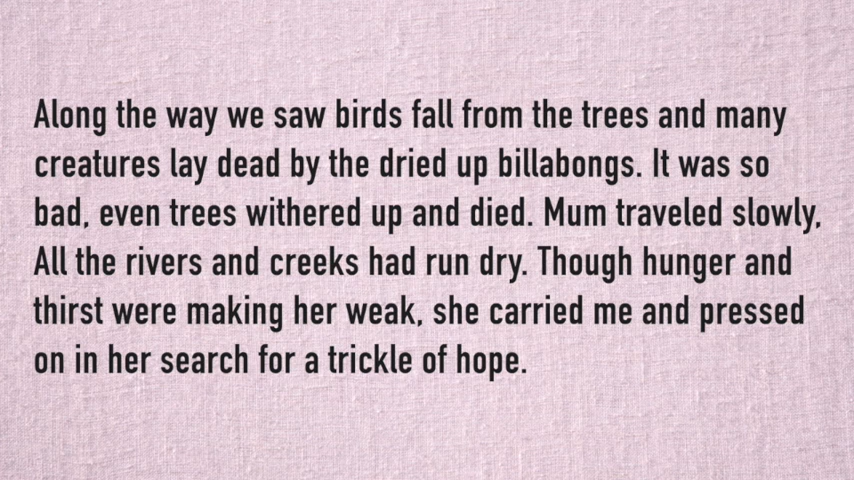 Along the way we saw birds fall from the trees and many
creatures lay dead by the dried up billabongs. It was so
bad, even trees withered up and died. Mum traveled slowly,
All the rivers and creeks had run dry. Though hunger and
thirst were making her weak, she carried me and pressed
on in her search for a trickle of hope.